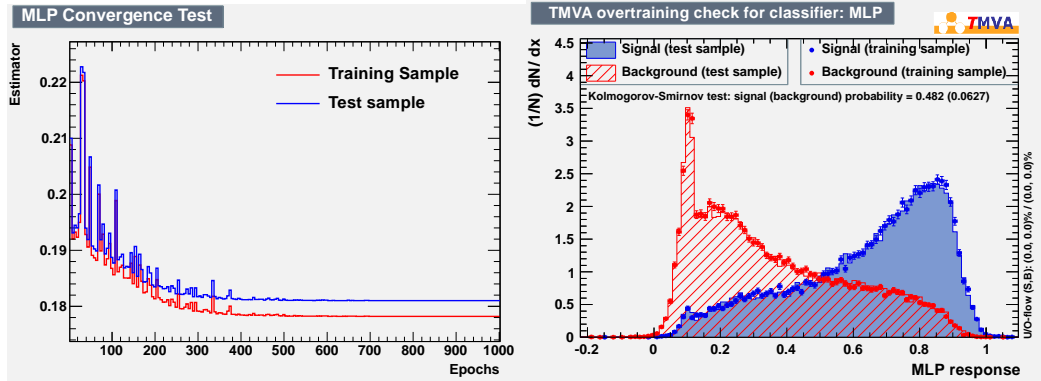 MLP Convergence Test
Estimator
0.22
0.21
0.2
0.19
0.18
Training Sample
Test sample
100 200 300 400 500 600 700 800 900 1000
Epochs
TMVA overtraining check for classifier: MLP
TMVA
(1/N) dN/ dx
4.5
4
3.5
3
2.5
2
1.5
1
0.5
0
Signal (test sample)
Background (test sample)
Signal (training sample)
Background (training sample)
Kolmogorov-Smirnov test: signal (background) probability = 0.482 (0.0627)
-0.2 0 0.2 0.4 0.6 0.8 1
MLP response
U/O-flow (S,B): (0.0, 0.0)% / (0.0, 0.0)%